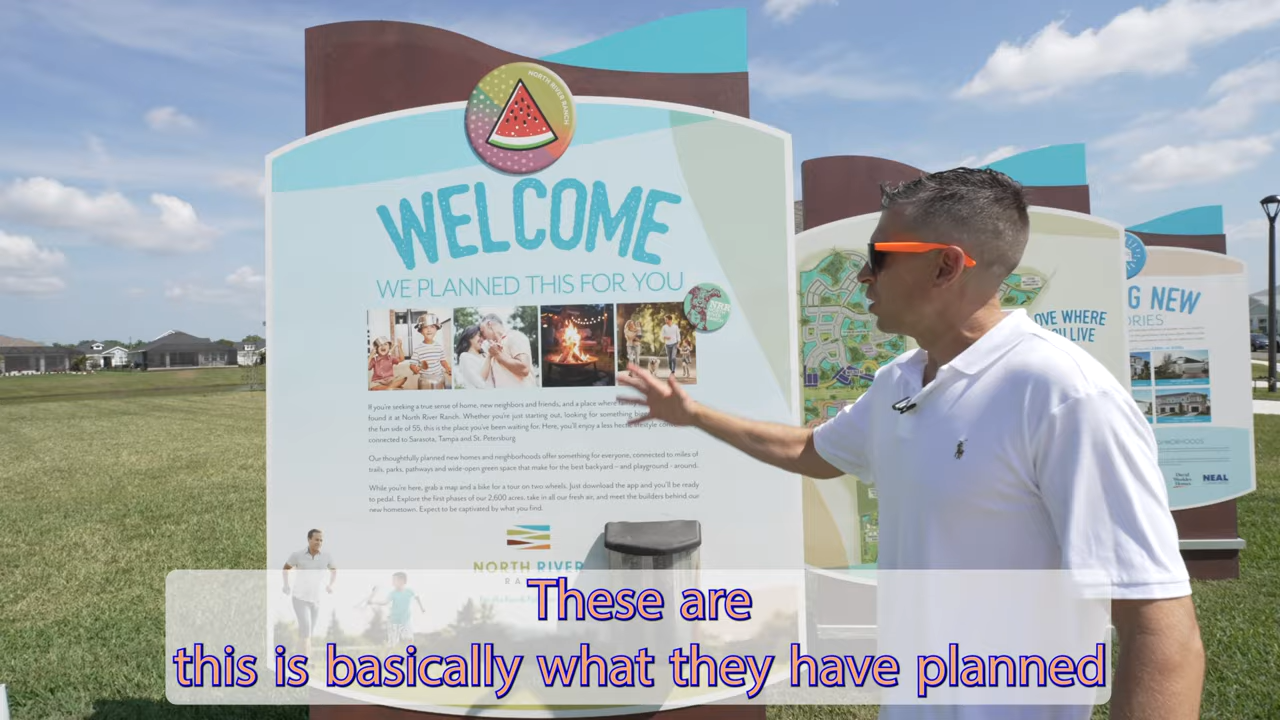 NORTH RIVER RANCH
WELCOME
WE PLANNED THIS FOR YOU
If you're seeking a true sense of home, new neighbors and friends, and a place where
found it at North River Ranch. Whether you're just starting out, looking for something
the fun side of 55, this is the place you've been waiting for. Here, you'll enjoy a less hectic lifestyle
connected to Sarasota, Tampa and St. Petersburg
Our thoughtfully planned new homes and neighborhoods offer something for everyone, connected to miles of
trails, parks, pathways and wide-open green space that make for the best backyard – and playground - around.
While you're here, grab a map and a bike for a tour on two wheels. Just download the app and you'll be ready
to pedal. Explore the first phases of our 2,600 acres, take in all our fresh air, and meet the builders behind our
new hometown. Expect to be captivated by what you find.
NORTH RIVER
RA
OVE WHERE
OU LIVE
G NEW
ORIES
David
Weekley
Homes
NEAL
These are
this is basically what they have planned